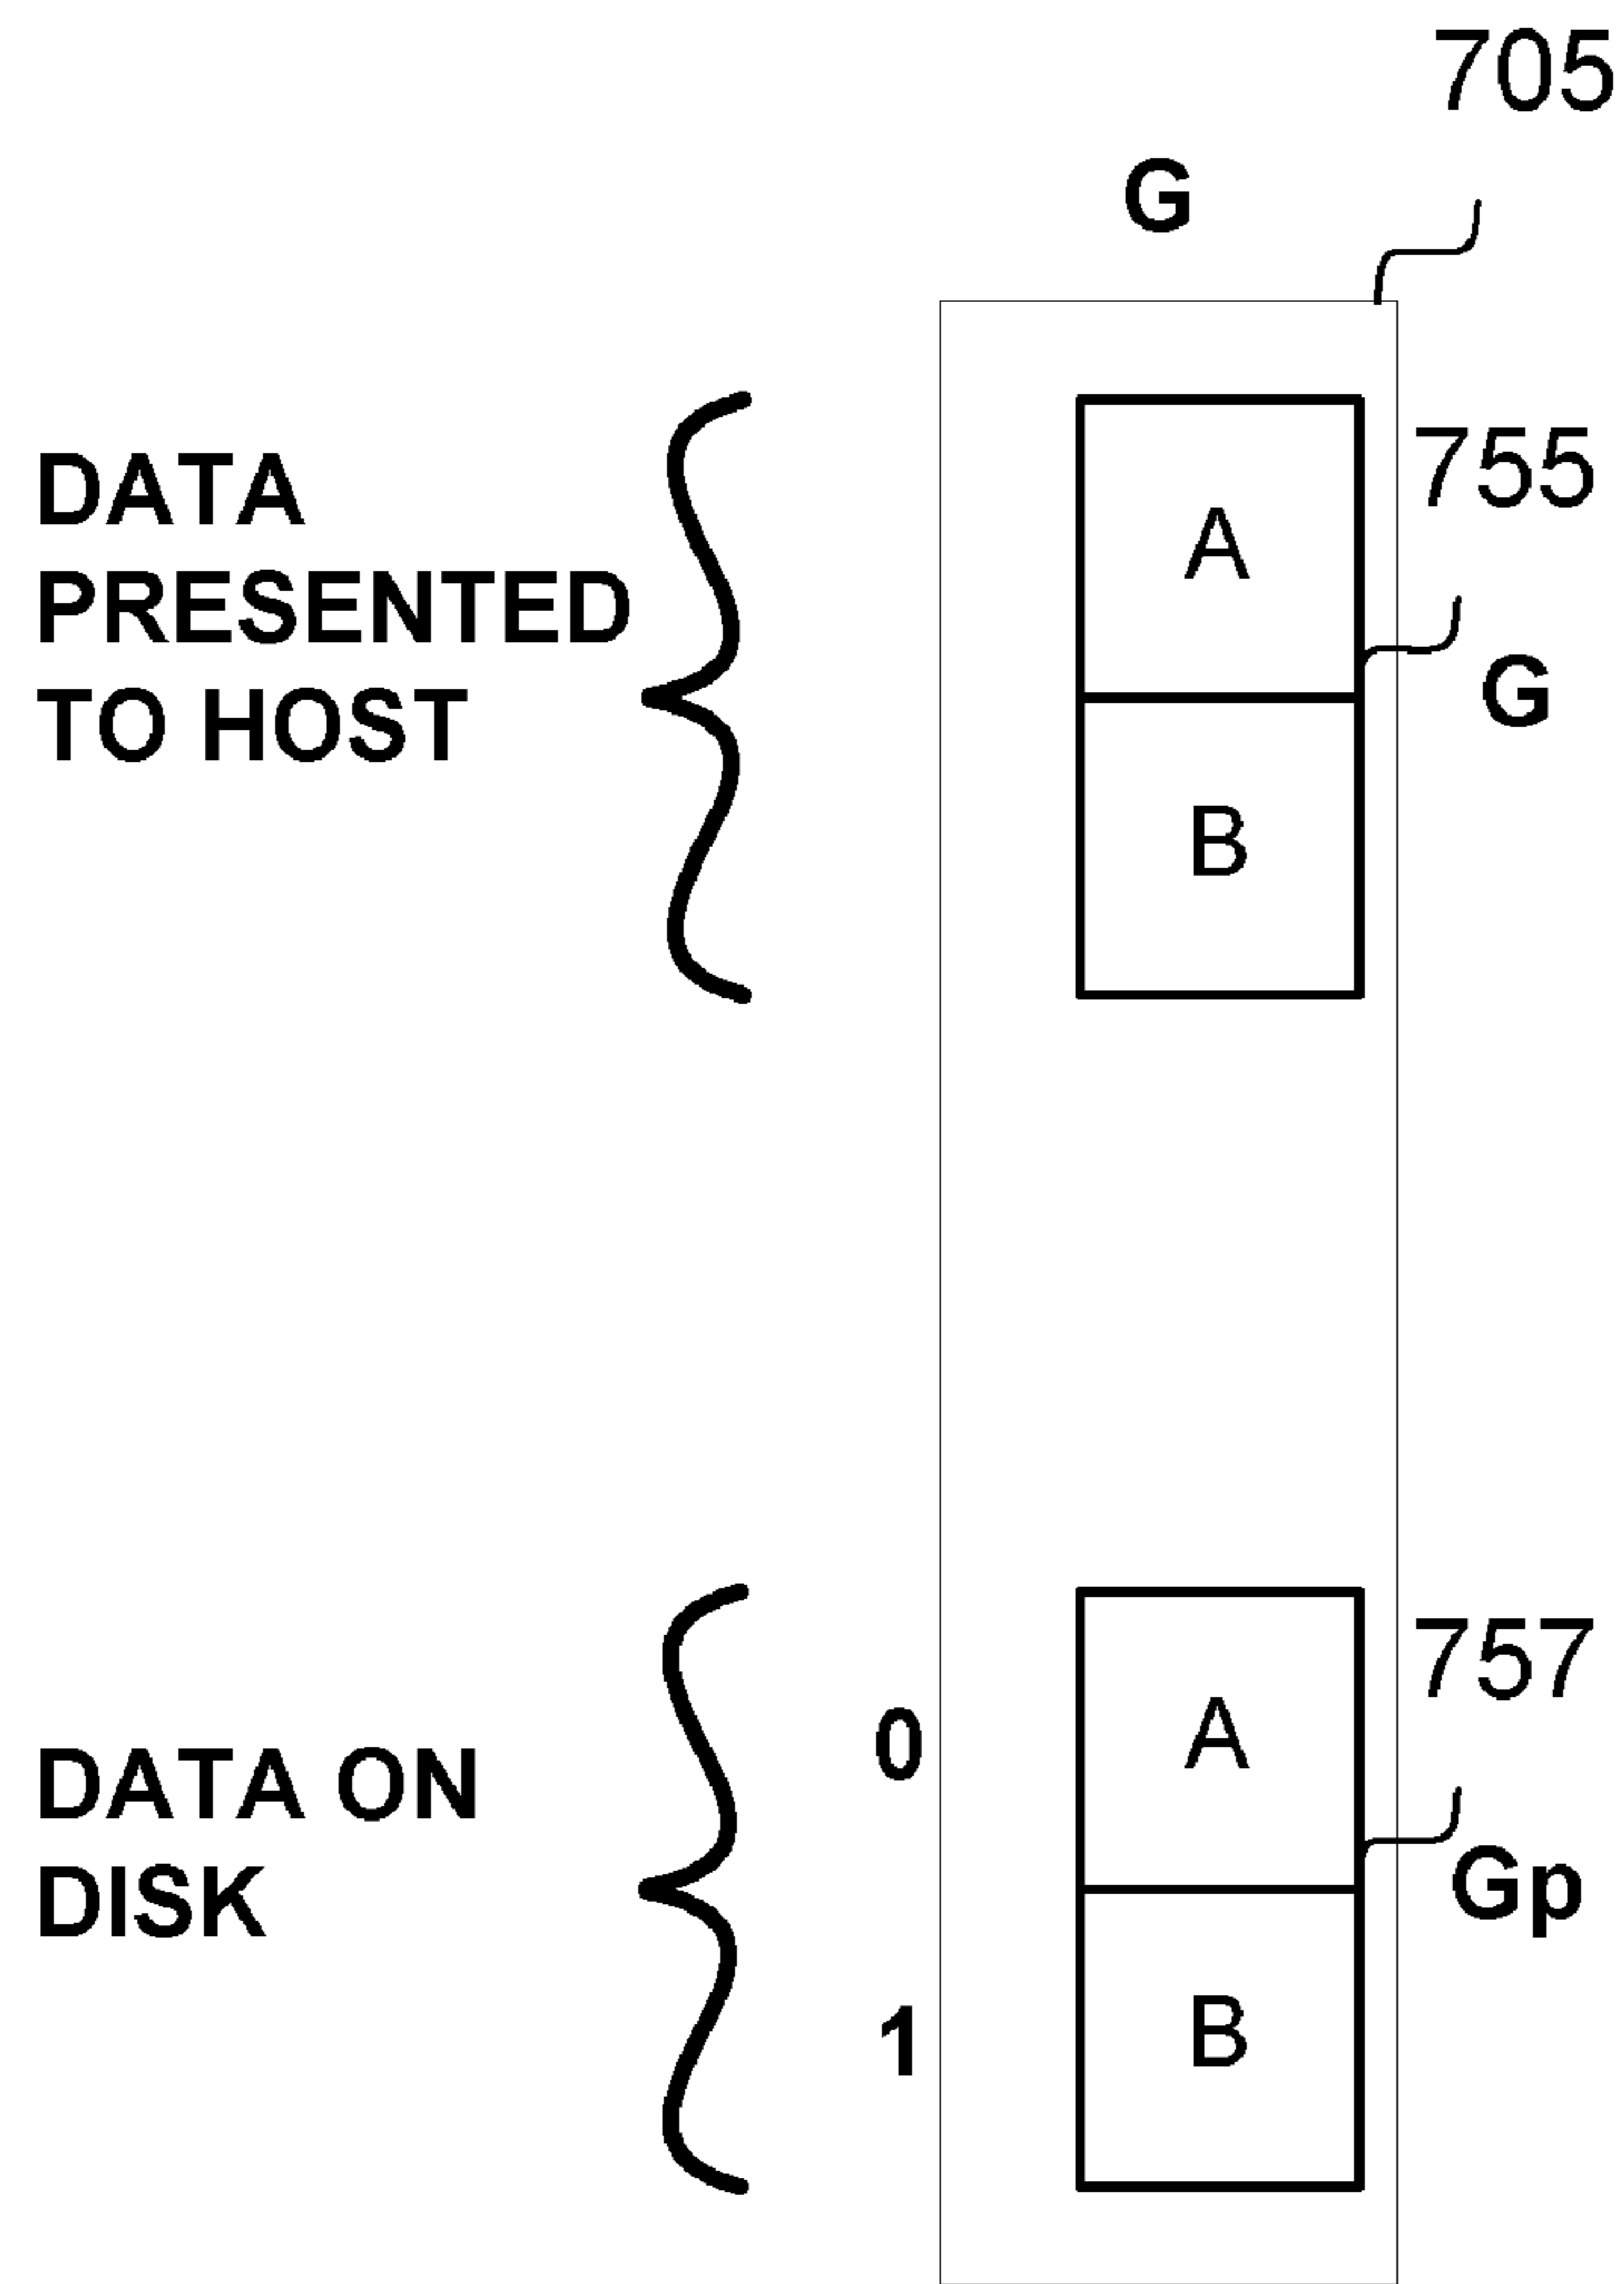 705
G
DATA
PRESENTED
TO HOST
A
755
G
B
DATA ON
DISK
0
A
757
Gp
1
B